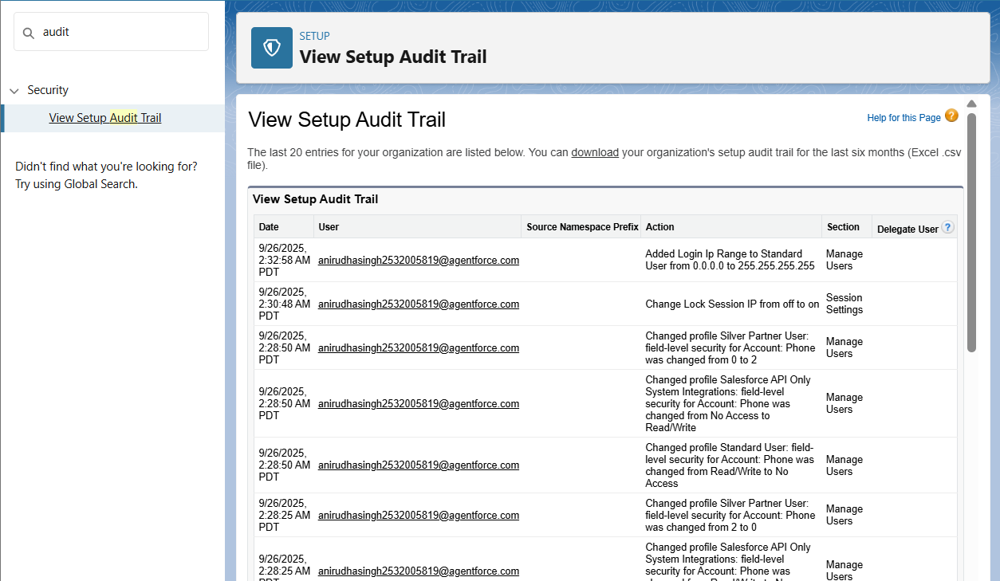 audit
Security
View Setup Audit Trail
Didn't find what you're looking for?
Try using Global Search.
SETUP
View Setup Audit Trail
View Setup Audit Trail
Help for this Page ?
The last 20 entries for your organization are listed below. You can download your organization's setup audit trail for the last six months (Excel .csv
file).
View Setup Audit Trail
Date User Source Namespace Prefix Action Section Delegate User ?
9/26/2025,
2:32:58 AM
PDT
anirudhasingh2532005819@agentforce.com
Added Login Ip Range to Standard
User from 0.0.0.0 to 255.255.255.255
Manage
Users
9/26/2025,
2:30:48 AM
PDT
anirudhasingh2532005819@agentforce.com
Change Lock Session IP from off to on
Session
Settings
9/26/2025,
2:28:50 AM
PDT
anirudhasingh2532005819@agentforce.com
Changed profile Silver Partner User:
field-level security for Account: Phone
was changed from 0 to 2
Manage
Users
9/26/2025,
2:28:50 AM
PDT
anirudhasingh2532005819@agentforce.com
Changed profile Salesforce API Only
System Integrations: field-level
security for Account: Phone was
changed from No Access to
Read/Write
Manage
Users
9/26/2025,
2:28:50 AM
PDT
anirudhasingh2532005819@agentforce.com
Changed profile Standard User: field-
level security for Account: Phone was
changed from Read/Write to No
Access
Manage
Users
9/26/2025,
2:28:25 AM
PDT
anirudhasingh2532005819@agentforce.com
Changed profile Silver Partner User:
field-level security for Account: Phone
was changed from 2 to 0
Manage
Users
9/26/2025,
2:28:25 AM
PDT
anirudhasingh2532005819@agentforce.com
Changed profile Salesforce API Only
System Integrations: field-level
security for Account: Phone was
changed from Read/Write to No
Manage
Users